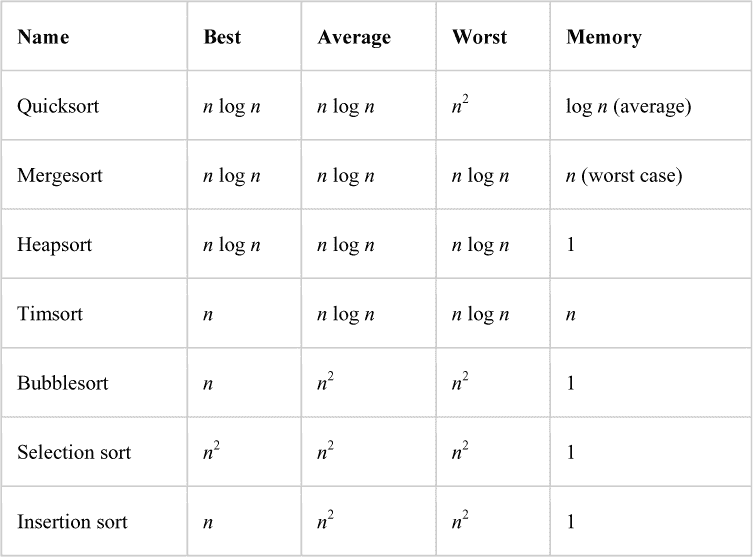 Name Best Average Worst Memory
Quicksort n log n n log n n² log n (average)
Mergesort n log n n log n n log n n (worst case)
Heapsort n log n n log n n log n 1
Timsort n n log n n log n n
Bubblesort n n² n² 1
Selection sort n² n² n² 1
Insertion sort n n² n² 1